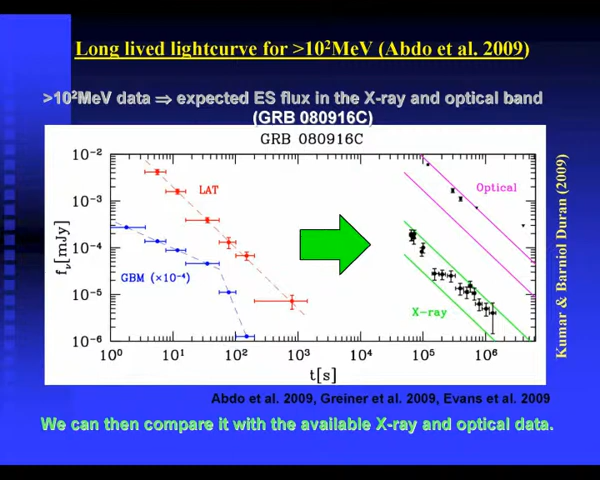 Long lived lightcurve for >10²MeV (Abdo et al. 2009)
>10²MeV data ⇒ expected ES flux in the X-ray and optical band
(GRB 080916C)
GRB 080916C
10⁻²
10⁻³
10⁻⁴
10⁻⁵
10⁻⁶
fν[mJy]
LAT
GBM (×10⁻⁴)
Optical
X-ray
10⁰ 10¹ 10² 10³ 10⁴ 10⁵ 10⁶
t[s]
Kumar & Barniol Duran (2009)
Abdo et al. 2009, Greiner et al. 2009, Evans et al. 2009
We can then compare it with the available X-ray and optical data.